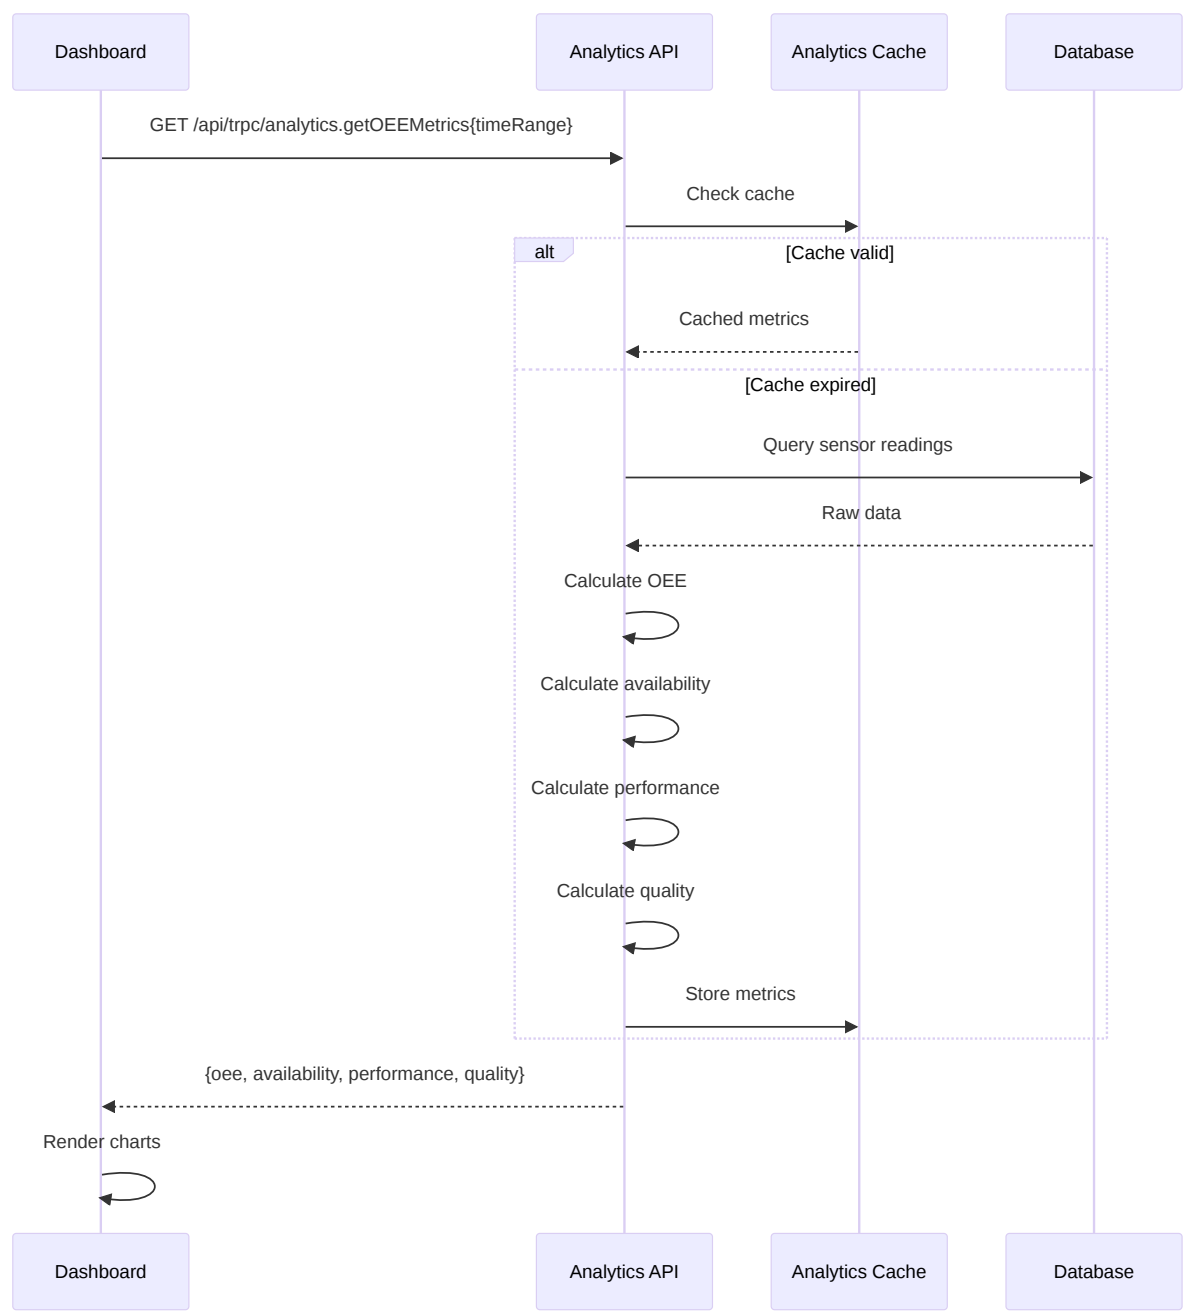 Dashboard
Analytics API
Analytics Cache
Database
GET /api/trpc/analytics.getOEEMetrics{timeRange}
Check cache
alt
[Cache valid]
Cached metrics
[Cache expired]
Query sensor readings
Raw data
Calculate OEE
Calculate availability
Calculate performance
Calculate quality
Store metrics
{oee, availability, performance, quality}
Render charts
Dashboard
Analytics API
Analytics Cache
Database